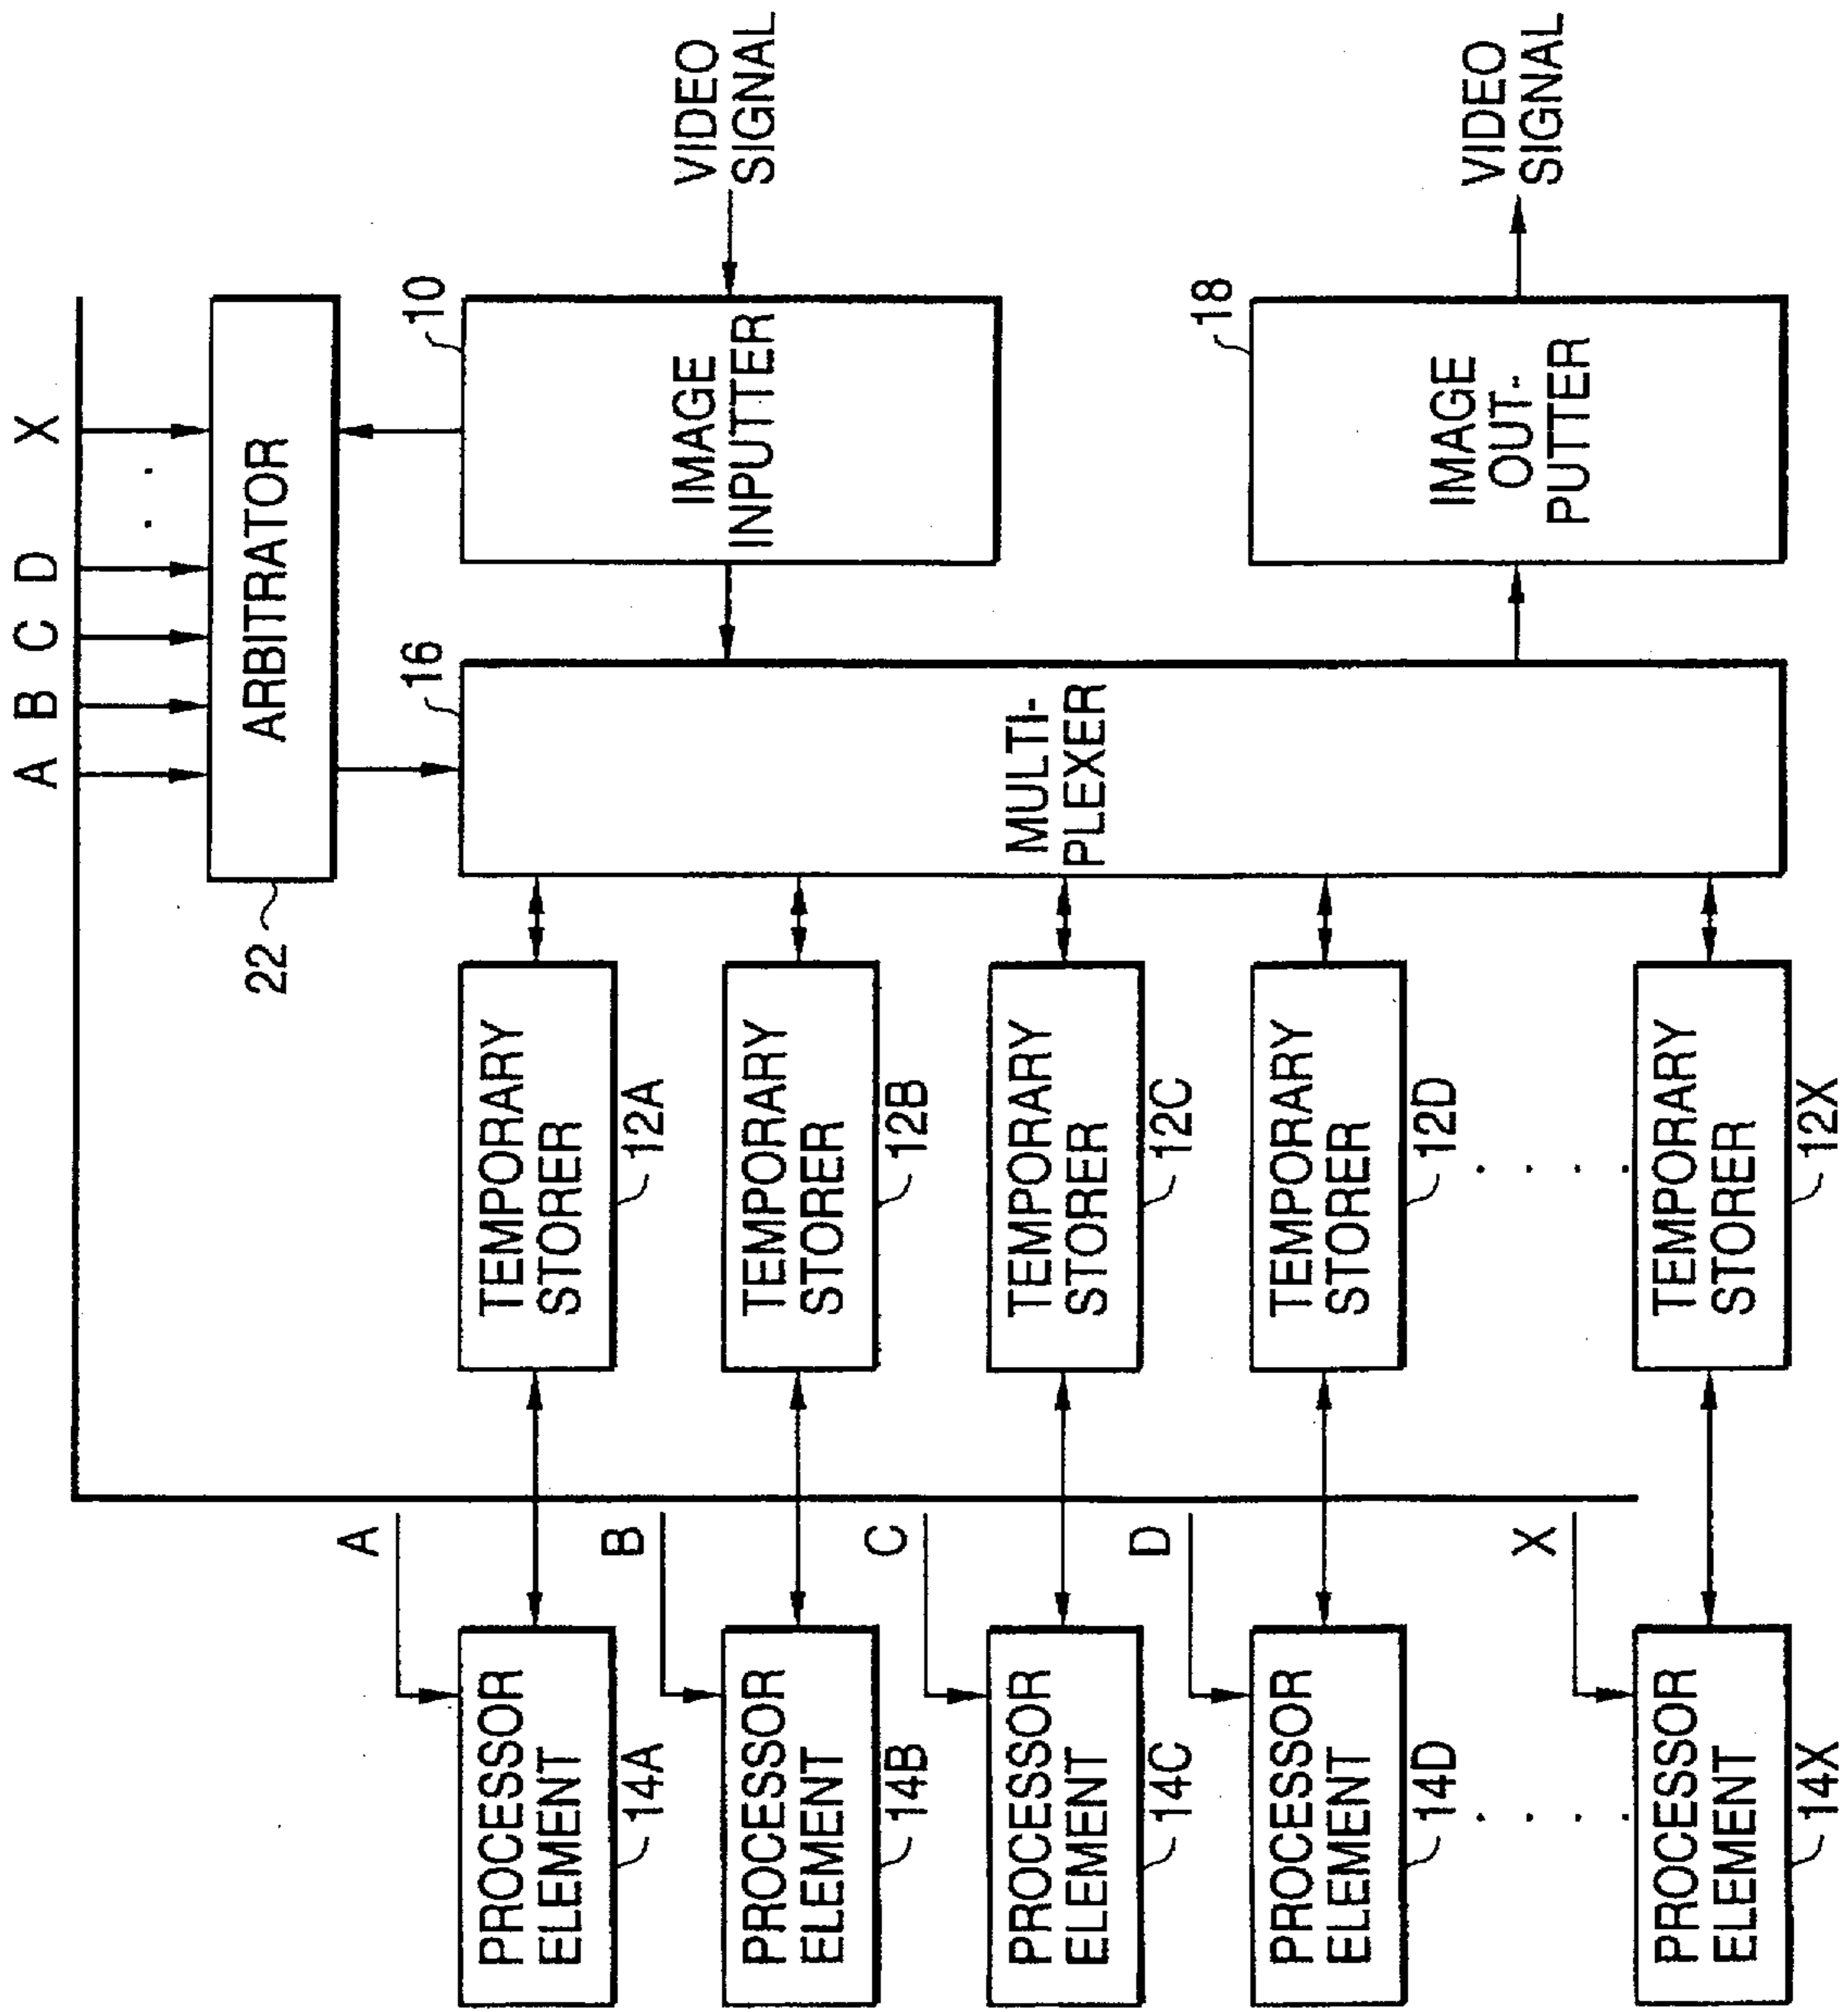 A
B
C
D
X
ARBITRATOR
22
VIDEO
SIGNAL
10
IMAGE
INPUTTER
VIDEO
SIGNAL
18
IMAGE
OUT-
PUTTER
16
MULTI-
PLEXER
TEMPORARY
STORER
12A
TEMPORARY
STORER
12B
TEMPORARY
STORER
12C
TEMPORARY
STORER
12D
TEMPORARY
STORER
12X
A
B
C
D
X
PROCESSOR
ELEMENT
14A
PROCESSOR
ELEMENT
14B
PROCESSOR
ELEMENT
14C
PROCESSOR
ELEMENT
14D
PROCESSOR
ELEMENT
14X